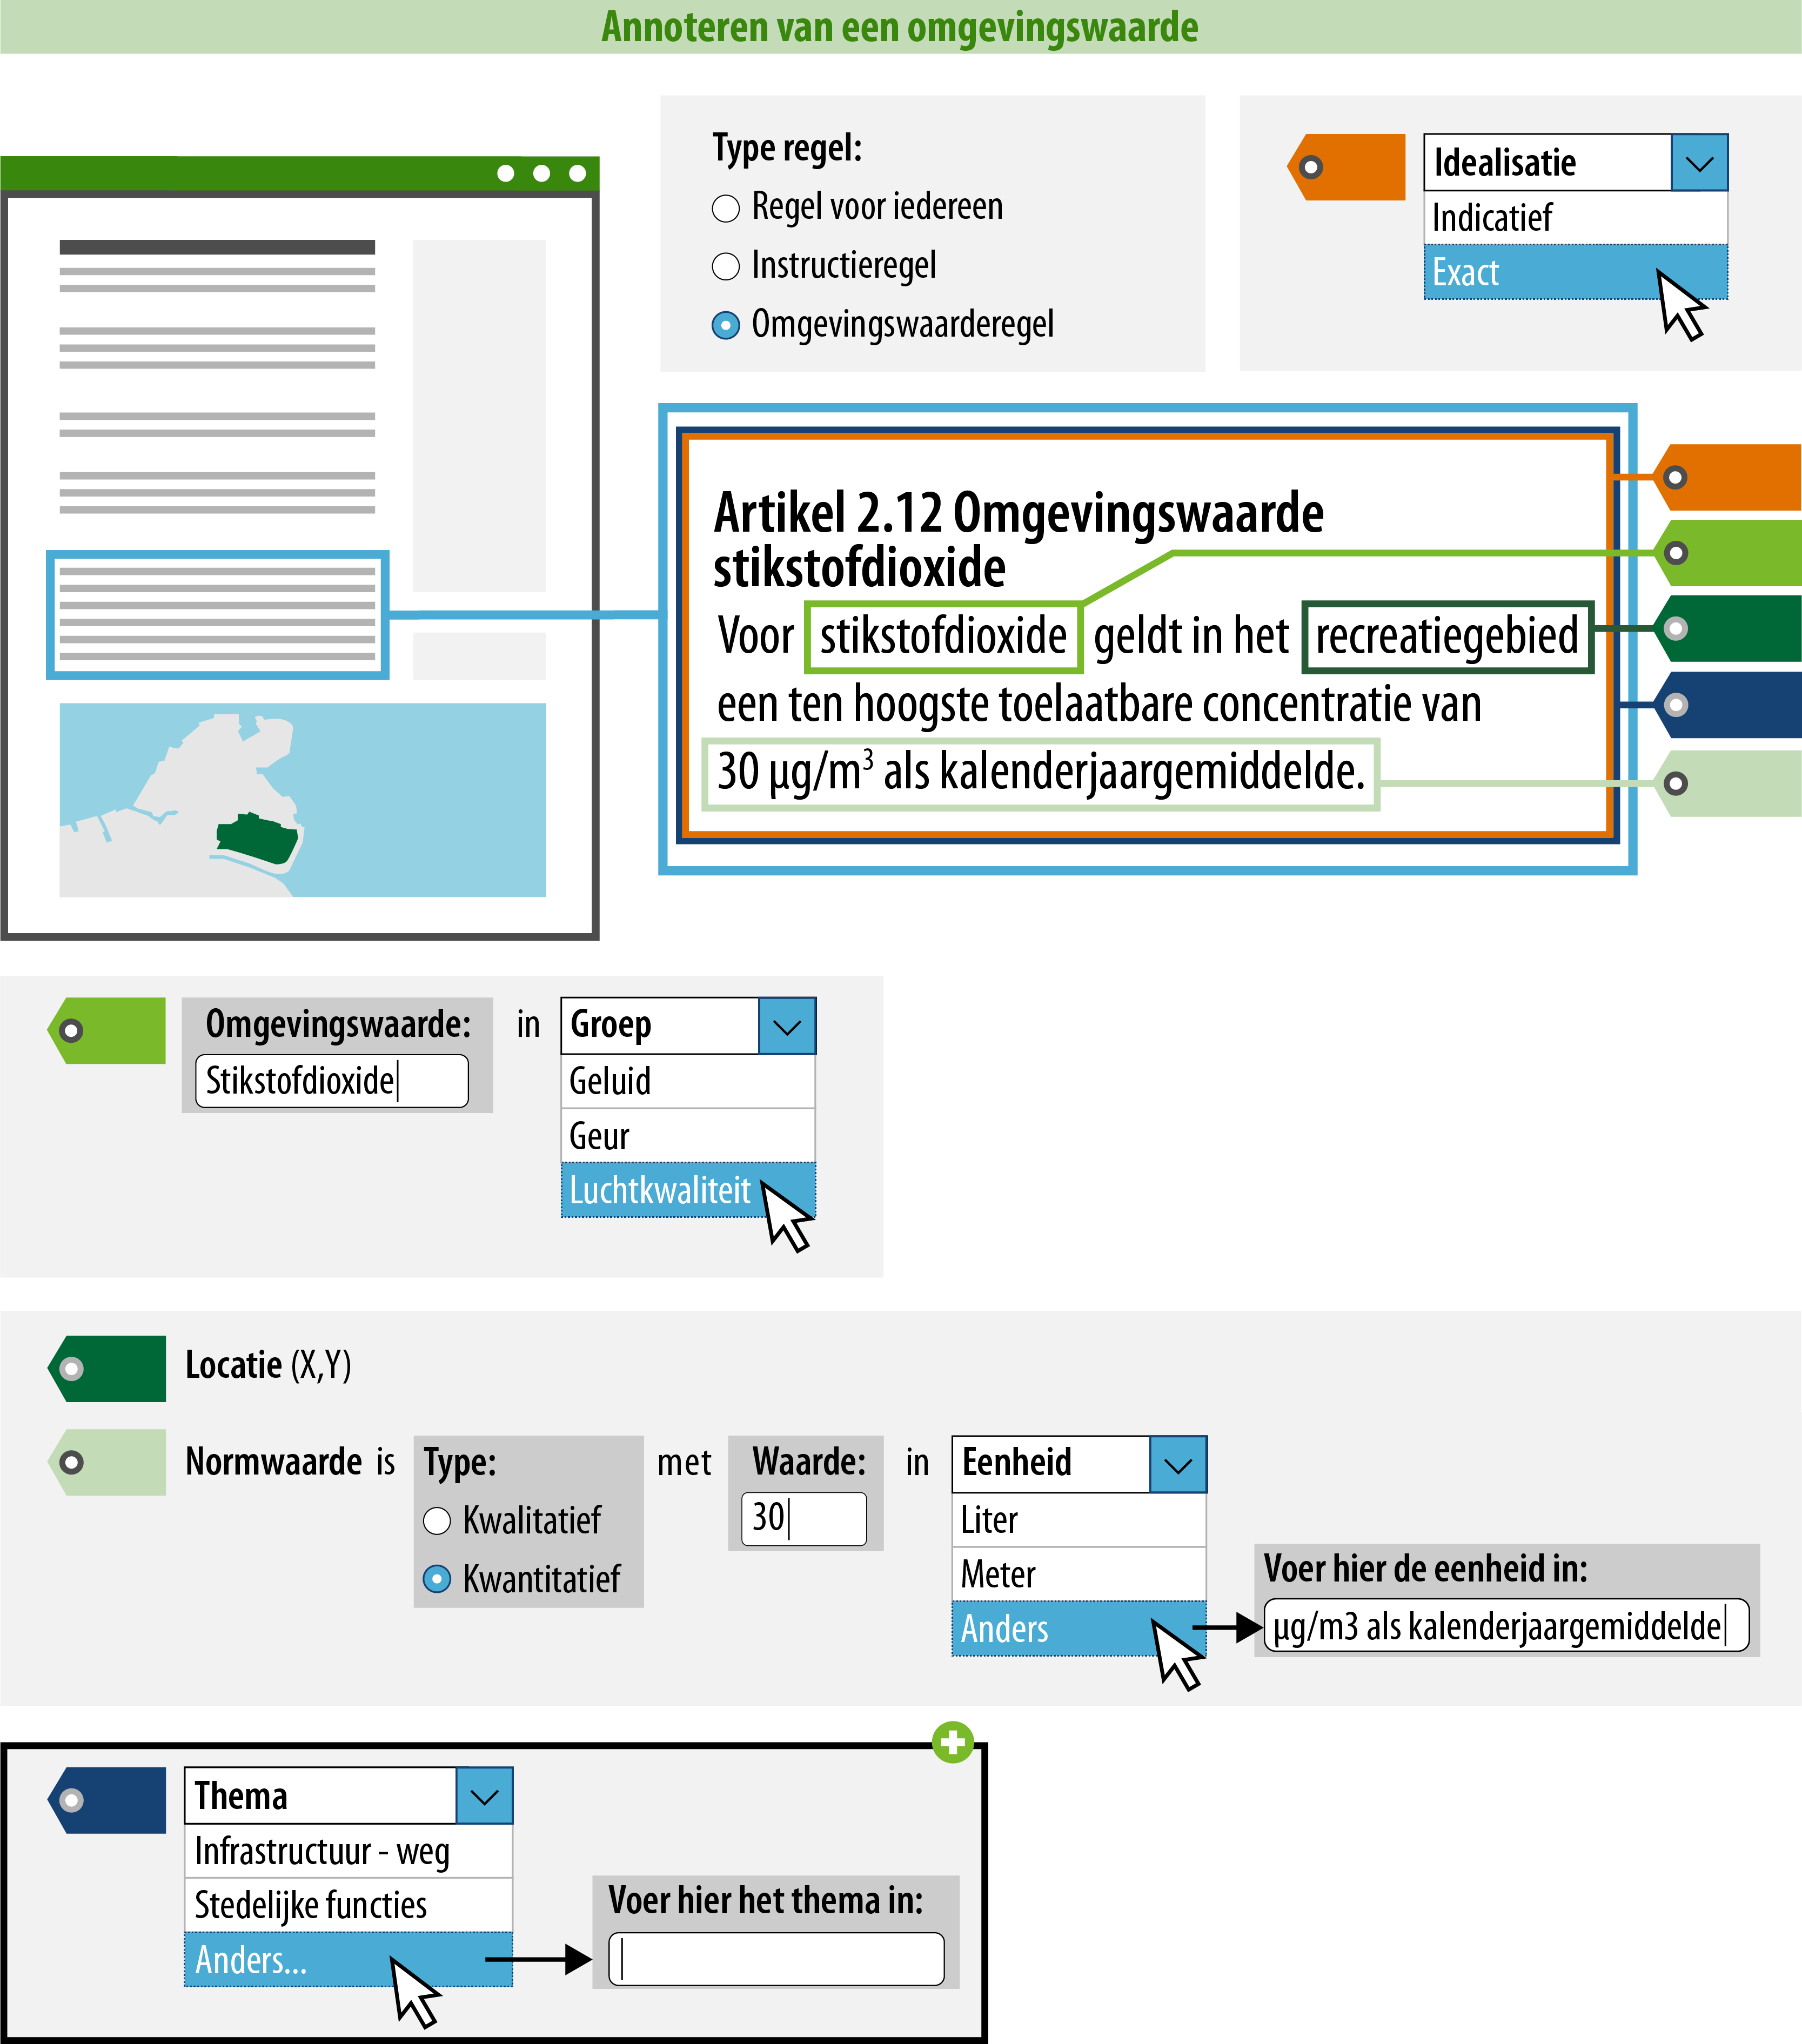 Annoteren van een omgevingswaarde
Type regel:
Regel voor iedereen
Instructieregel
Omgevingswaarderegel
Idealisatie
Indicatief
Exact
Artikel 2.12 Omgevingswaarde
stikstofdioxide
Voor stikstofdioxide geldt in het recreatiegebied
een ten hoogste toelaatbare concentratie van
30 µg/m³ als kalenderjaargemiddelde.
Omgevingswaarde: in Groep
Stikstofdioxide
Geluid
Geur
Luchtkwaliteit
Locatie (X,Y)
Normwaarde is Type: met Waarde: in Eenheid
Kwalitatief
Kwantitatief
30
Liter
Meter
Anders
Voer hier de eenheid in:
µg/m3 als kalenderjaargemiddelde
Thema
Infrastructuur - weg
Stedelijke functies
Anders...
Voer hier het thema in: